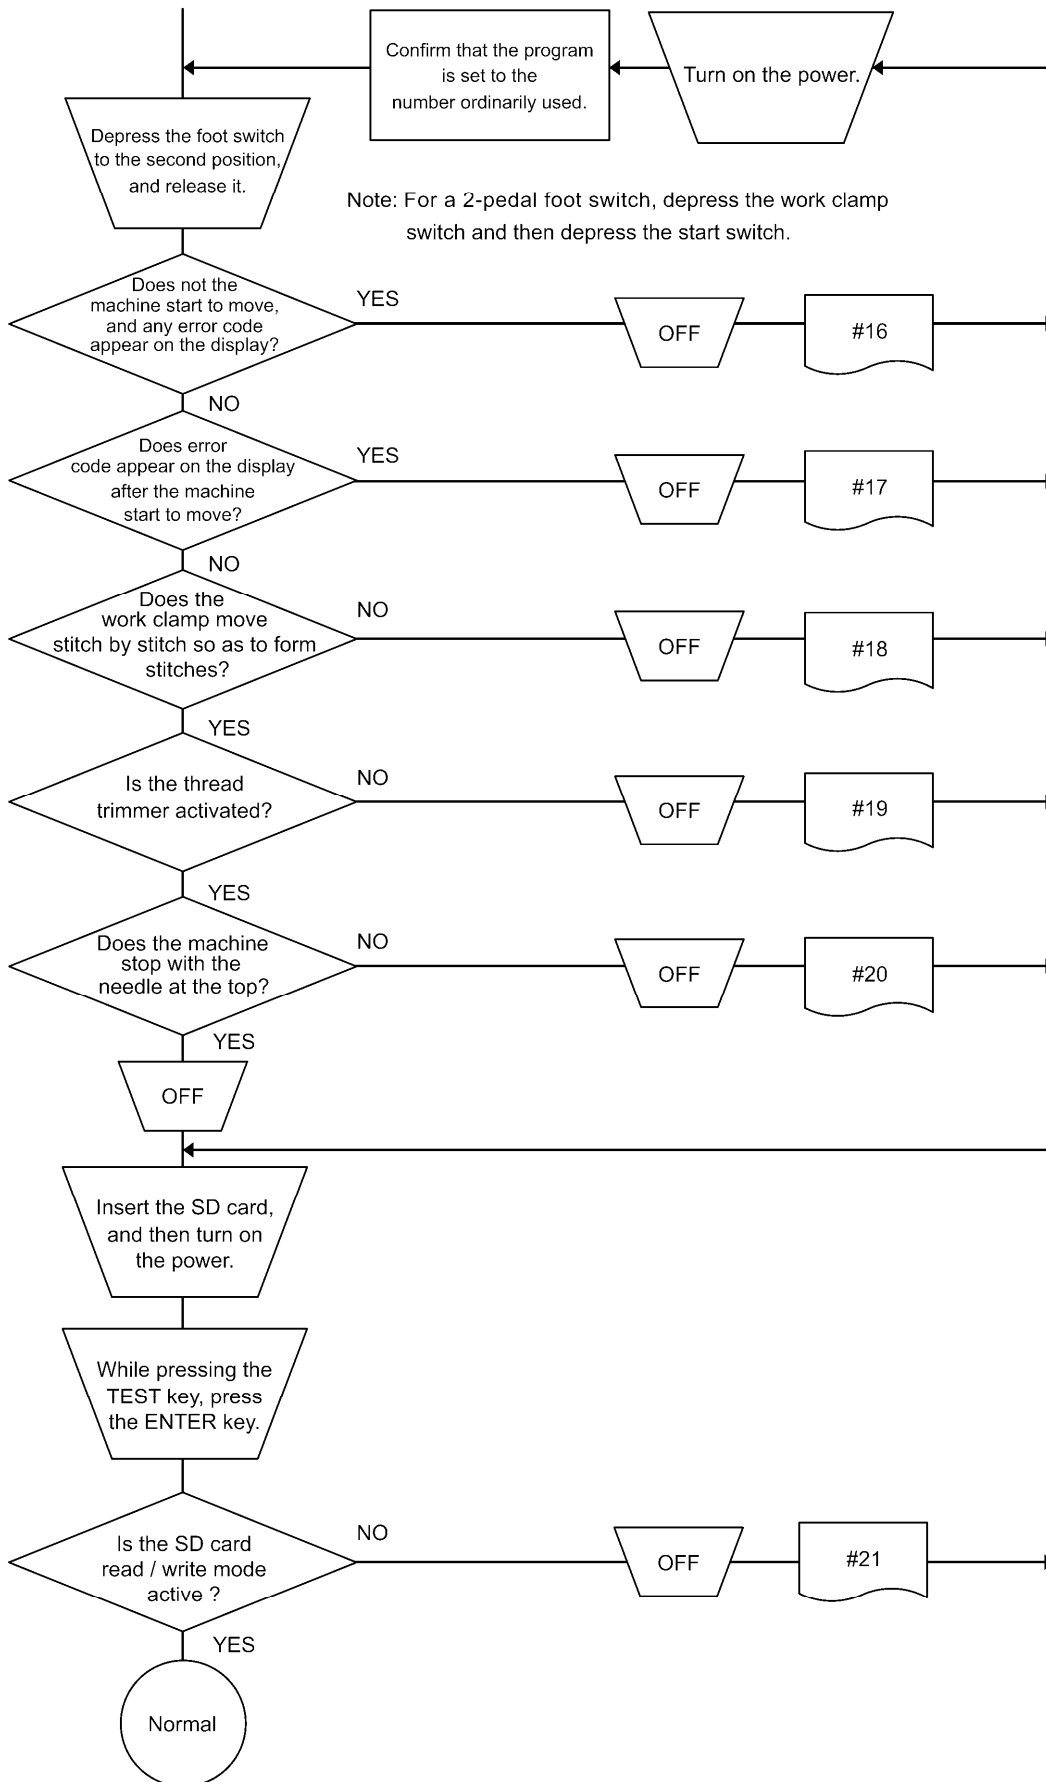 Confirm that the program
is set to the
number ordinarily used.
Turn on the power.
Depress the foot switch
to the second position,
and release it.
Note: For a 2-pedal foot switch, depress the work clamp
switch and then depress the start switch.
Does not the
machine start to move,
and any error code
appear on the display?
YES
OFF
#16
NO
Does error
code appear on the display
after the machine
start to move?
YES
OFF
#17
NO
Does the
work clamp move
stitch by stitch so as to form
stitches?
NO
OFF
#18
YES
Is the thread
trimmer activated?
NO
OFF
#19
YES
Does the machine
stop with the
needle at the top?
NO
OFF
#20
YES
OFF
Insert the SD card,
and then turn on
the power.
While pressing the
TEST key, press
the ENTER key.
Is the SD card
read / write mode
active ?
NO
OFF
#21
YES
Normal